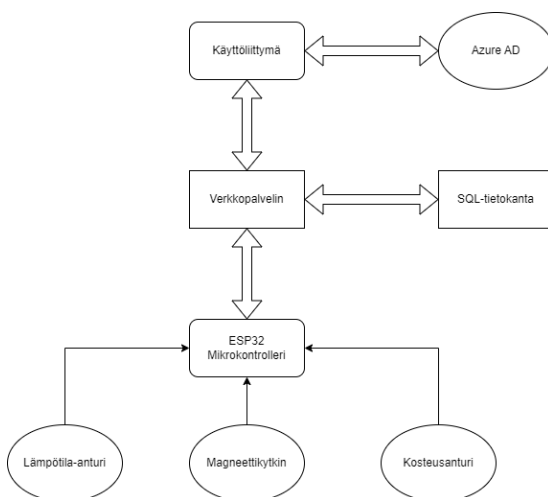 Käyttöliittymä
Azure AD
Verkkopalvelin
SQL-tietokanta
ESP32
Mikrokontrolleri
Lämpötila-anturi
Magneettikytkin
Kosteusanturi